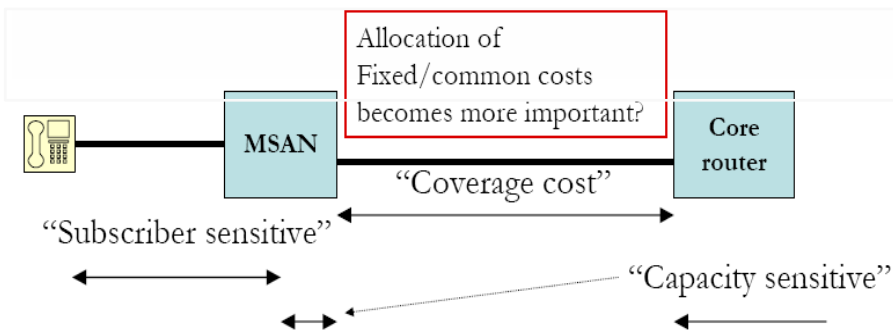 Allocation of
Fixed/common costs
becomes more important?
MSAN
Core
router
“Coverage cost”
“Subscriber sensitive”
“Capacity sensitive”